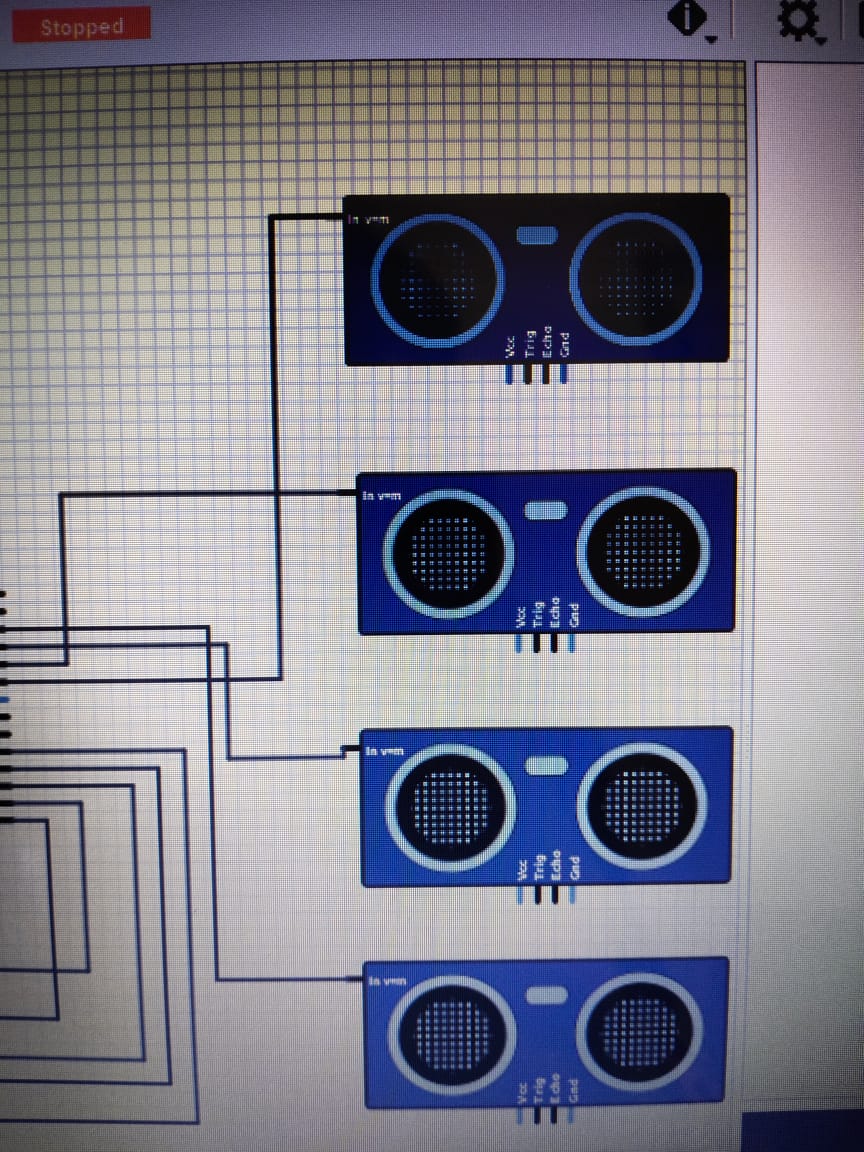 Stopped
In v=m
Vcc
Trig
Echo
Gnd
In v=m
Vcc
Trig
Echo
Gnd
In v=m
Vcc
Trig
Echo
Gnd
In v=m
Vcc
Trig
Echo
Gnd